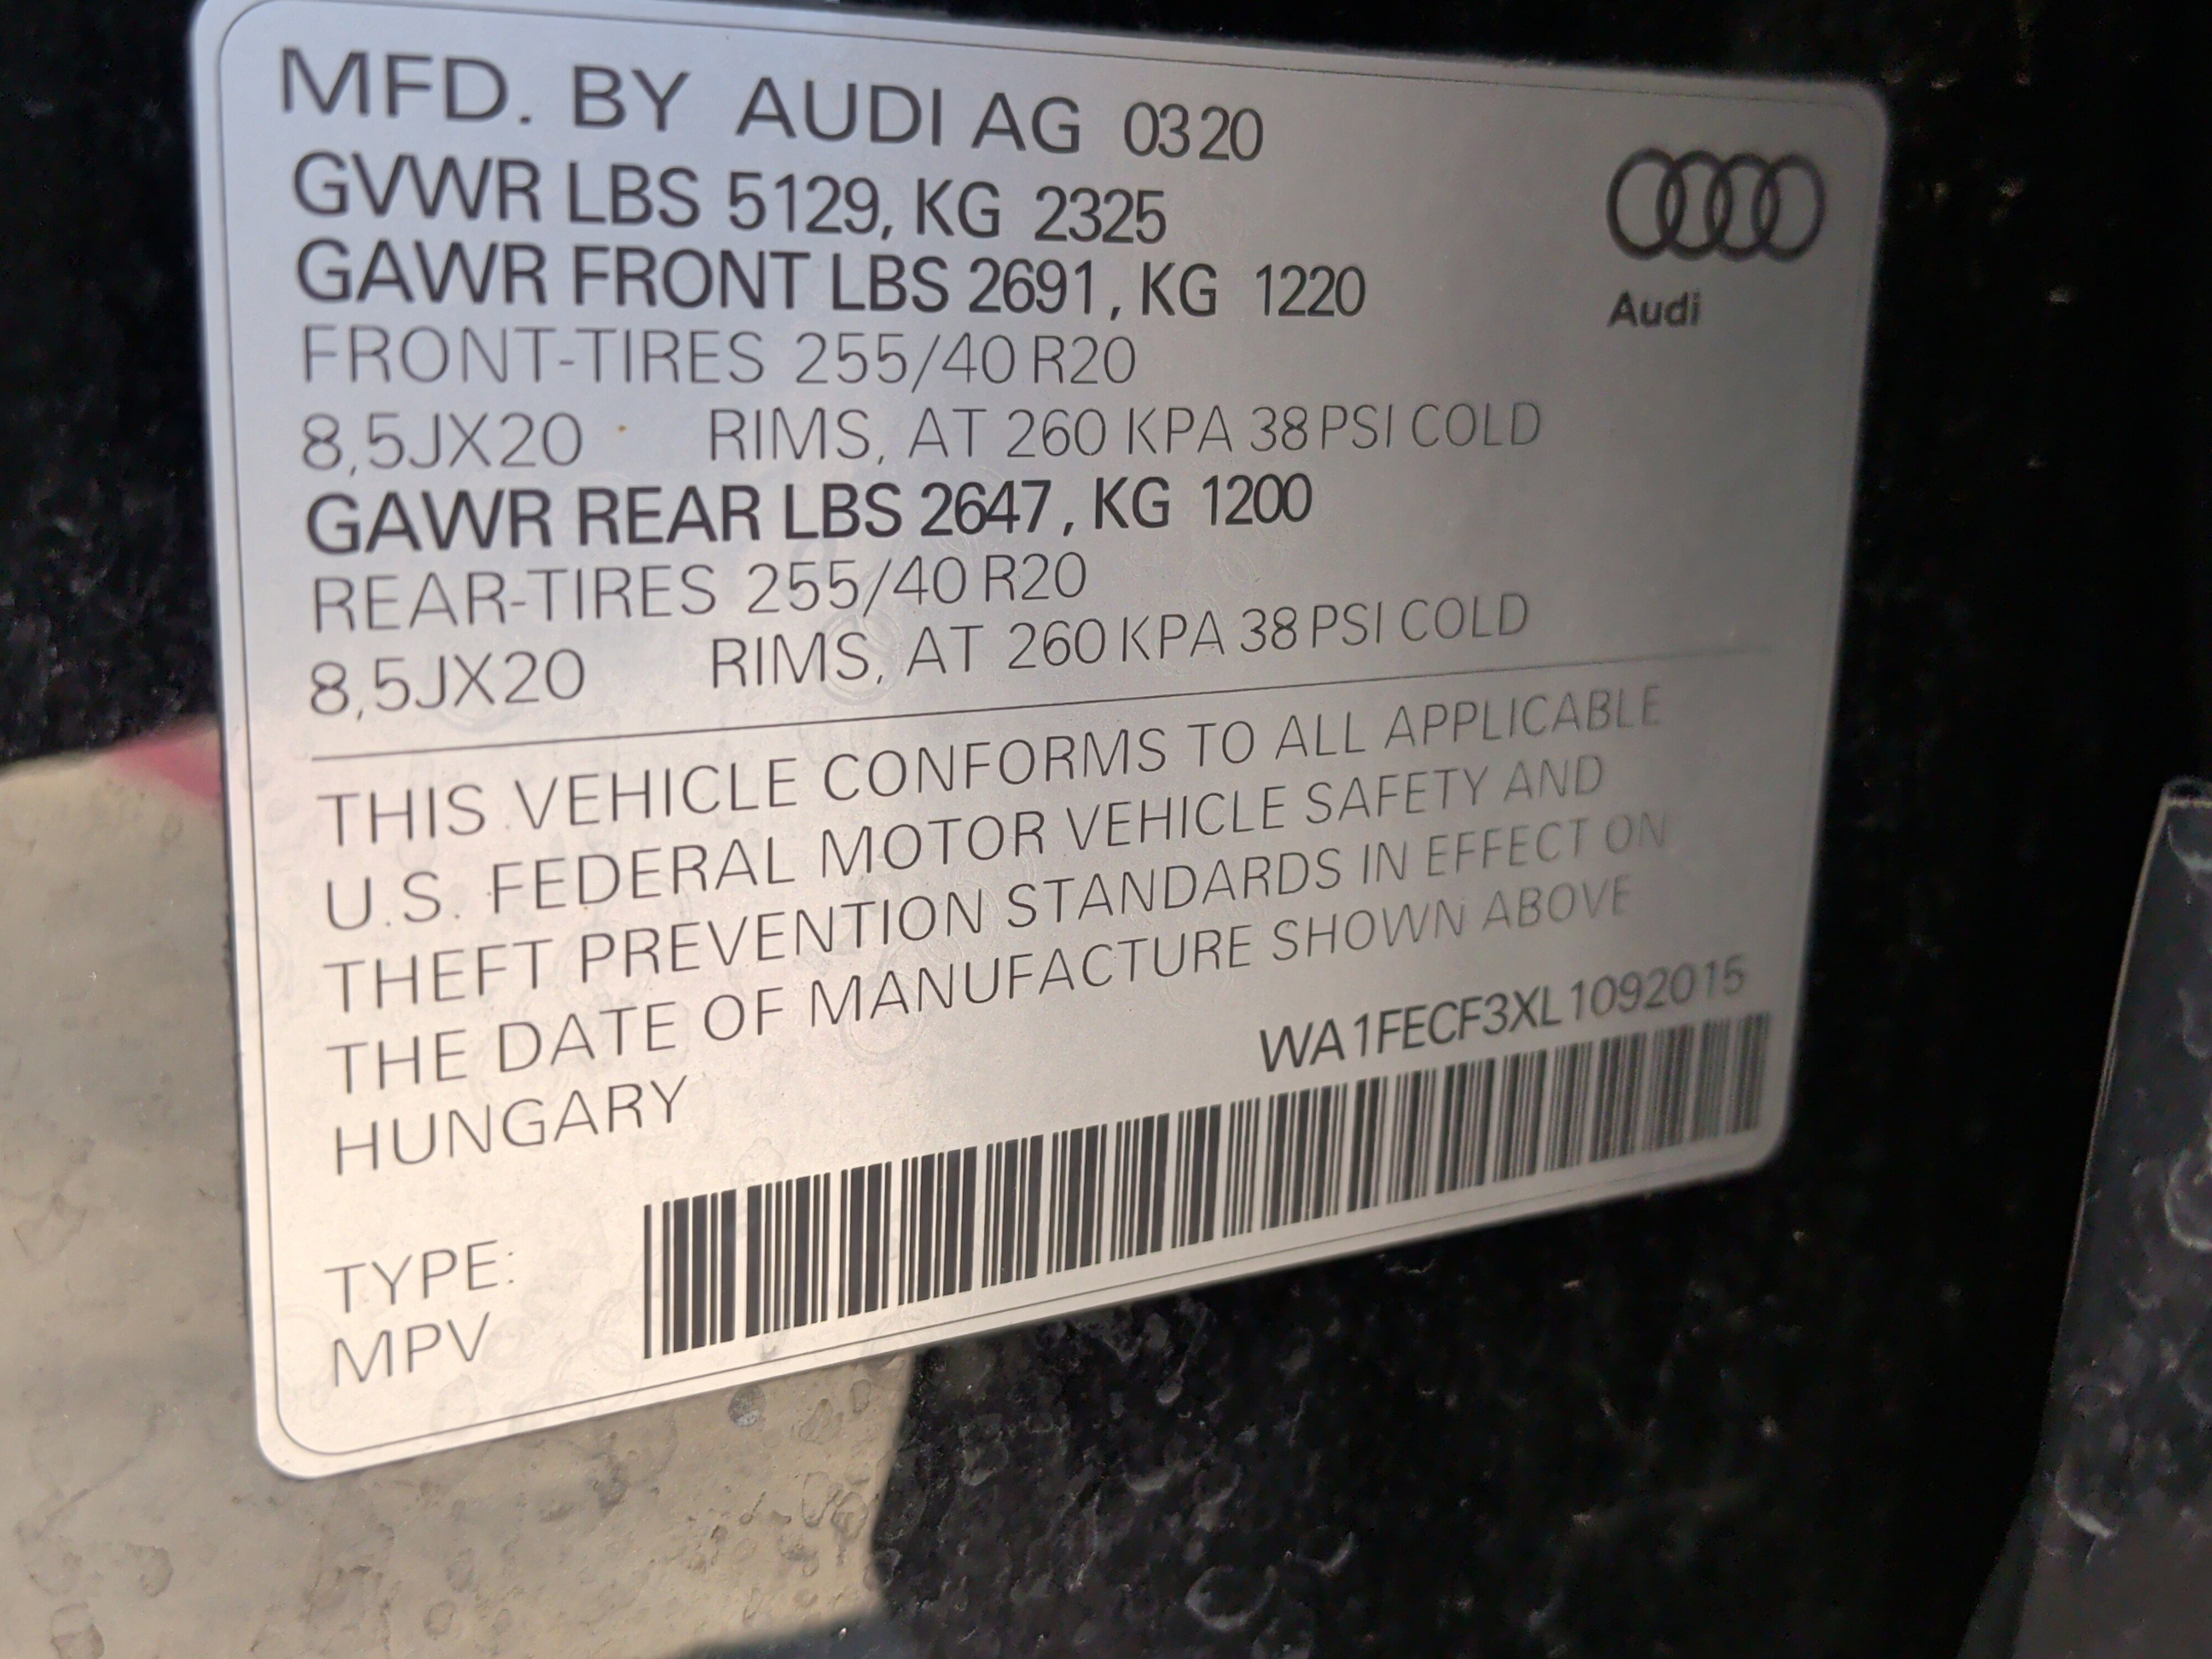 MFD. BY AUDI AG 0320
GVWR LBS 5129, KG 2325
GAWR FRONT LBS 2691, KG 1220
FRONT-TIRES 255/40 R20
8,5JX20 RIMS, AT 260 KPA 38 PSI COLD
GAWR REAR LBS 2647, KG 1200
REAR-TIRES 255/40 R20
8,5JX20 RIMS, AT 260 KPA 38 PSI COLD
Audi
THIS VEHICLE CONFORMS TO ALL APPLICABLE
U.S. FEDERAL MOTOR VEHICLE SAFETY AND
THEFT PREVENTION STANDARDS IN EFFECT ON
THE DATE OF MANUFACTURE SHOWN ABOVE
HUNGARY
WA1FECF3XL1092015
TYPE:
MPV